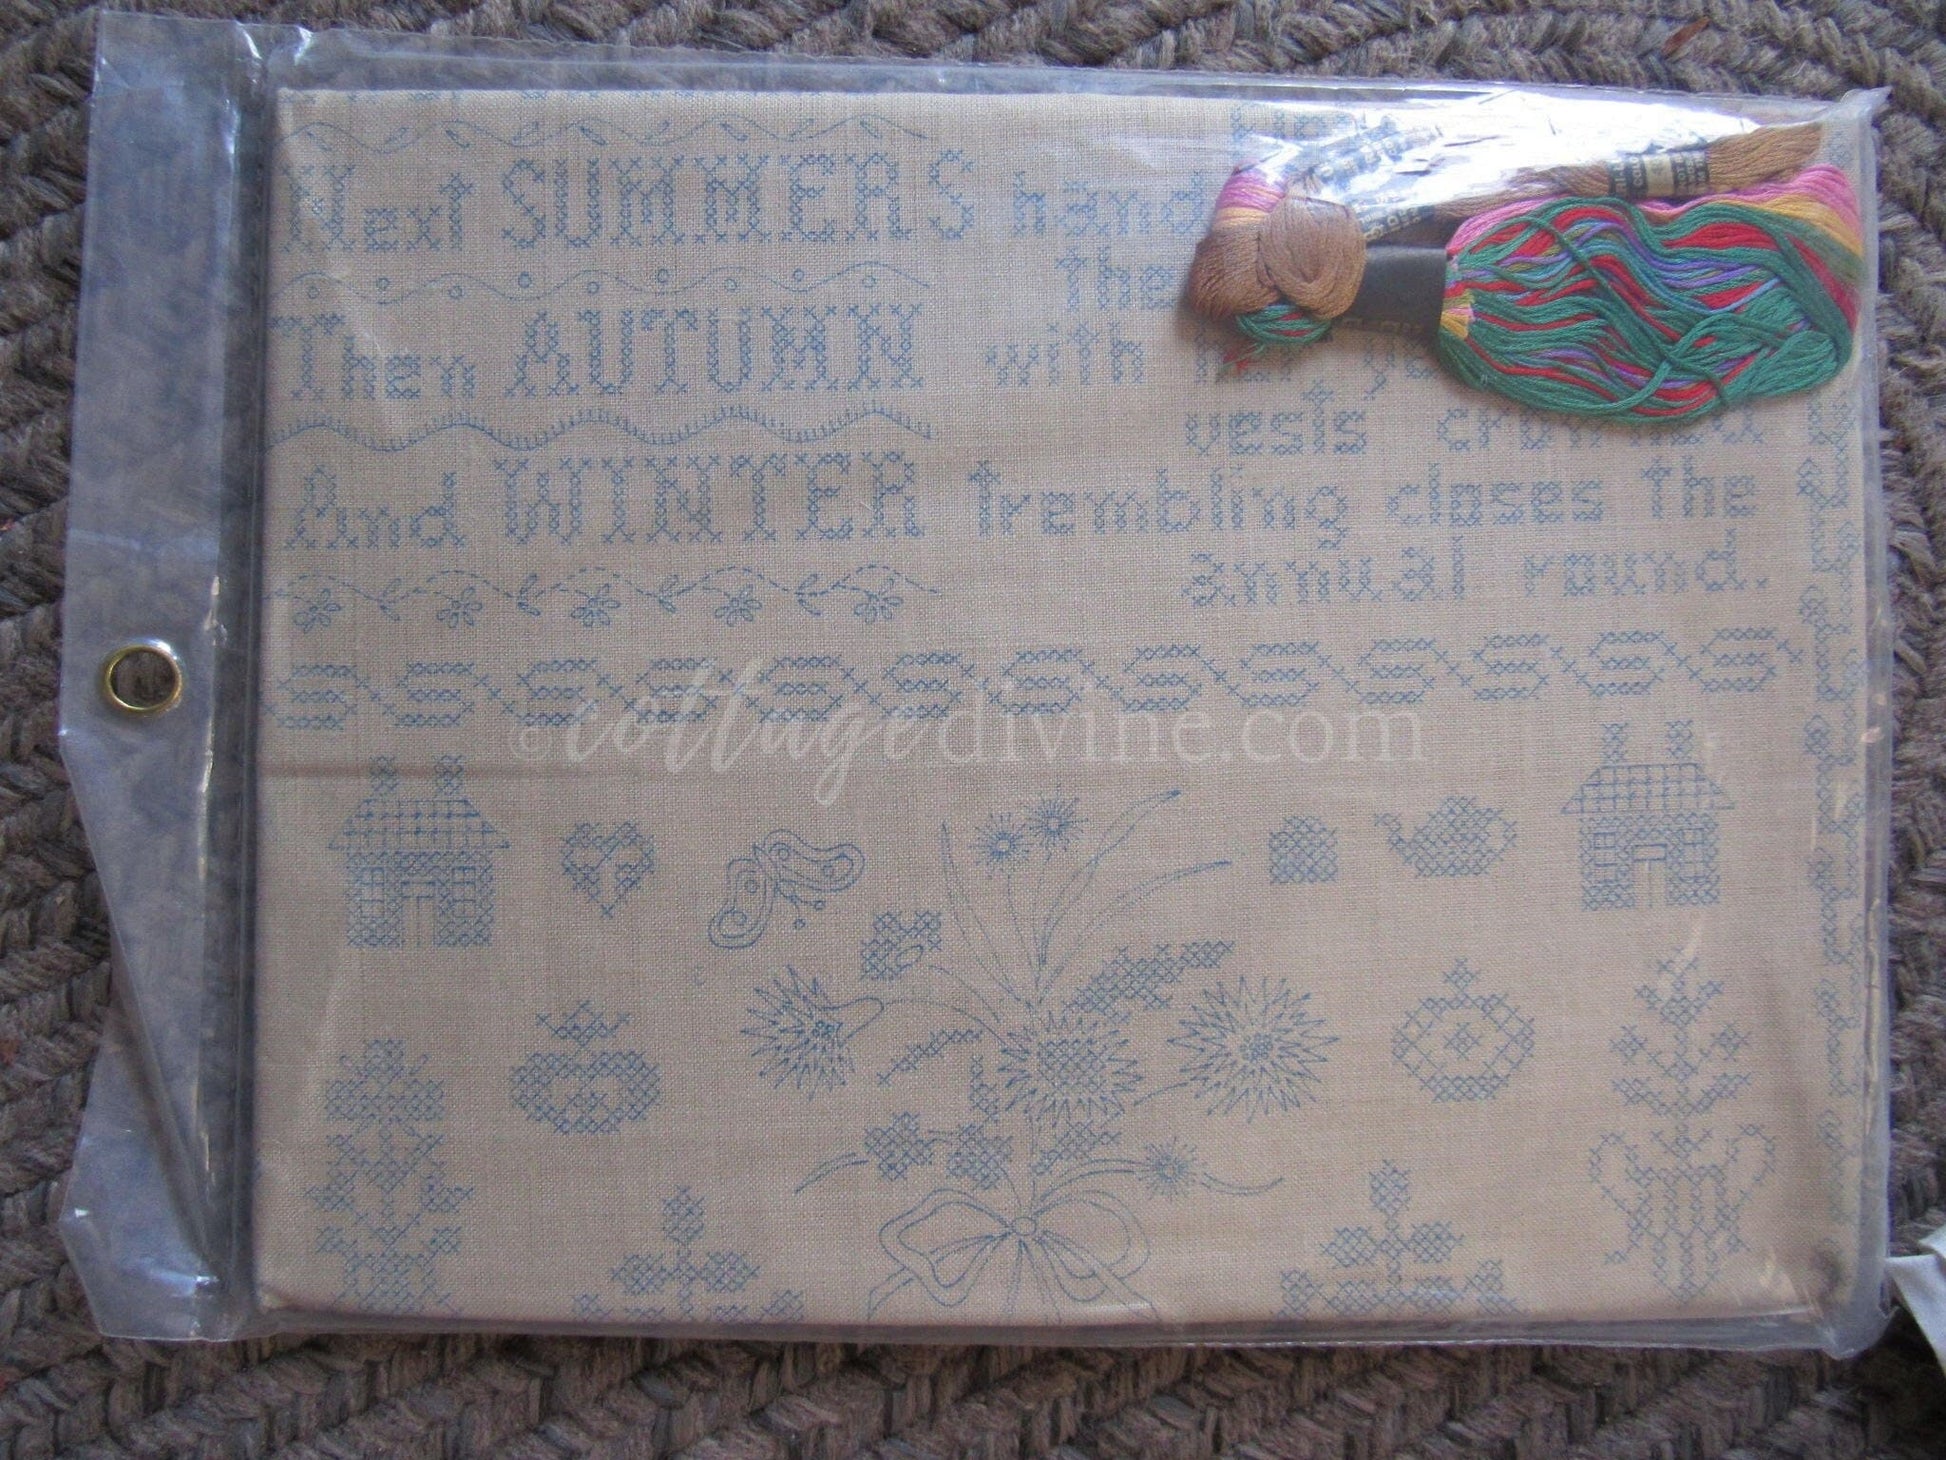 Next SUMMERS hand
the
Then AUTUMN with
vests
And WINTER trembling closes the
annual round.
©cottagedivine.com